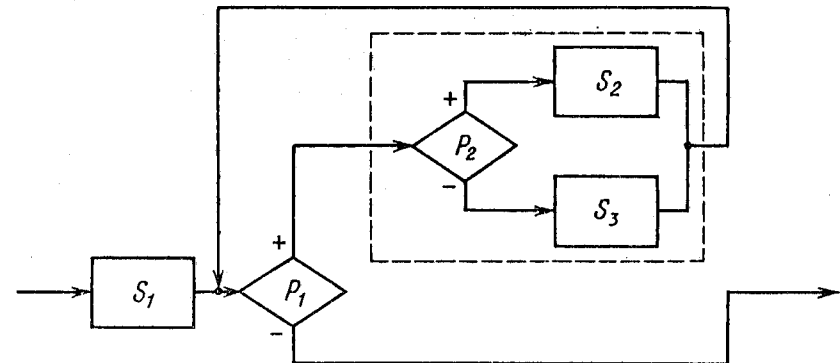 S₂
+
P₂
−
S₃
+
S₁
P₁
−